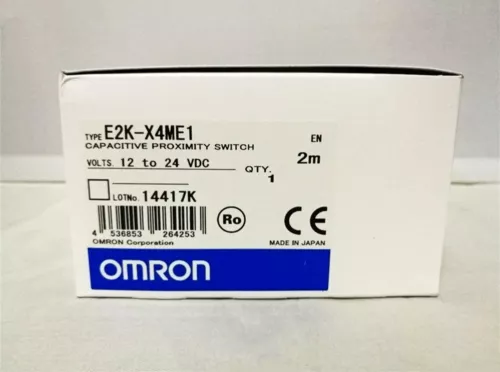 TYPE E2K-X4ME1 EN
CAPACITIVE PROXIMITY SWITCH
VOLTS. 12 to 24 VDC QTY. 1 2m
LOTNo. 14417K
4 536853 264253 Ro CE
OMRON Corporation MADE IN JAPAN
OMRON